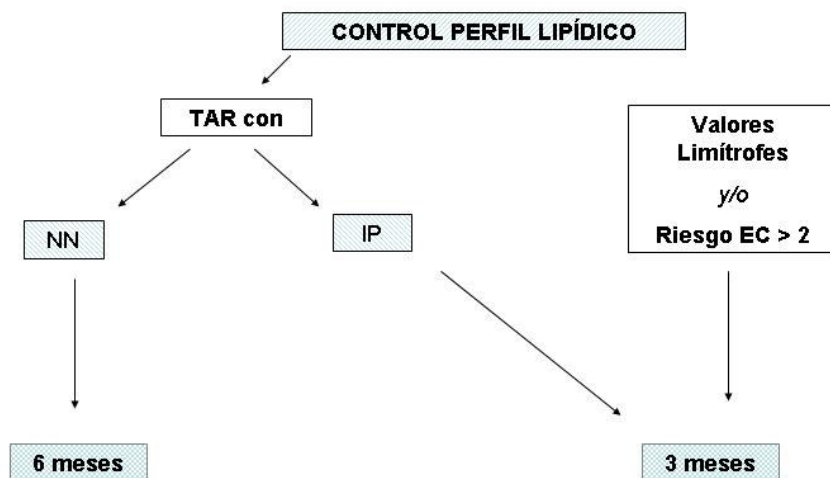 CONTROL PERFIL LIPÍDICO
TAR con
Valores
Limítrofes
y/o
Riesgo EC > 2
NN
IP
6 meses
3 meses